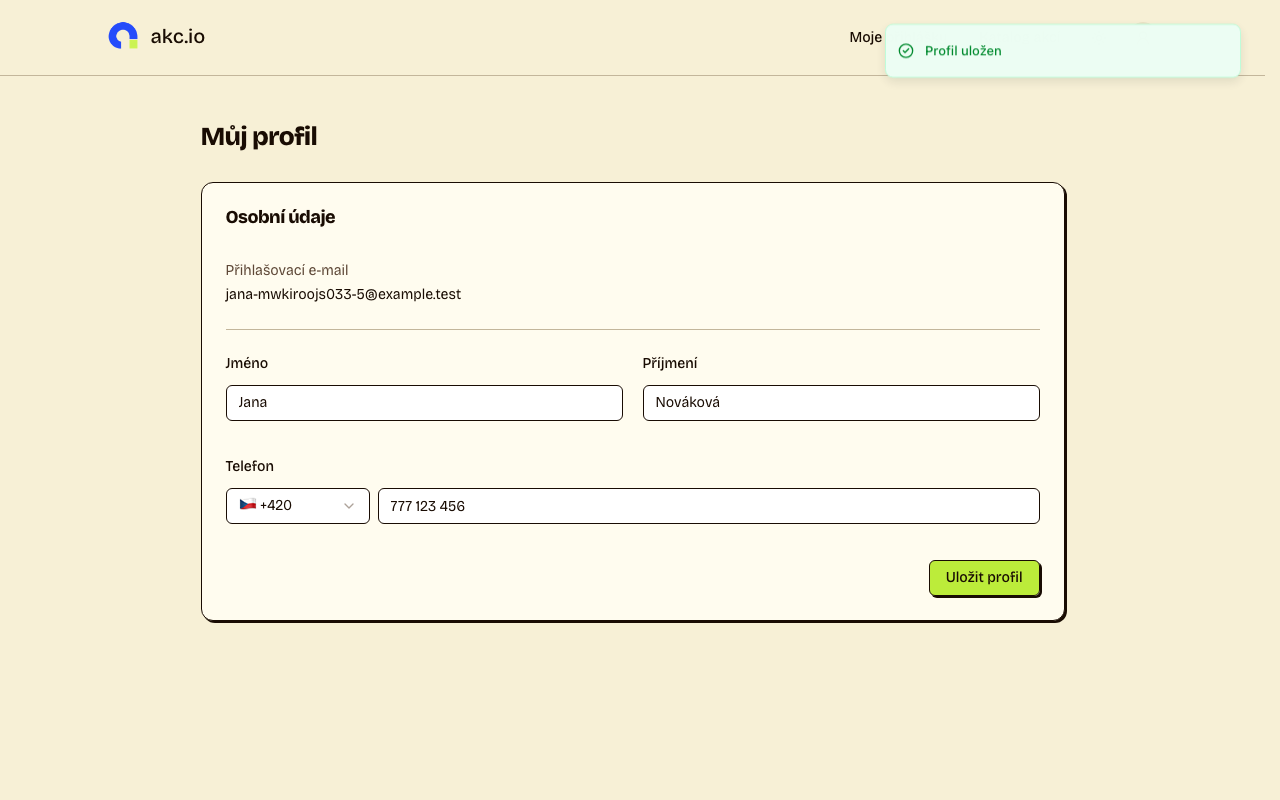 akc.io
Moje
Profil uložen
Můj profil
Osobní údaje
Přihlašovací e-mail
jana-mwkiroojs033-5@example.test
Jméno
Příjmení
Jana
Nováková
Telefon
+420
777 123 456
Uložit profil